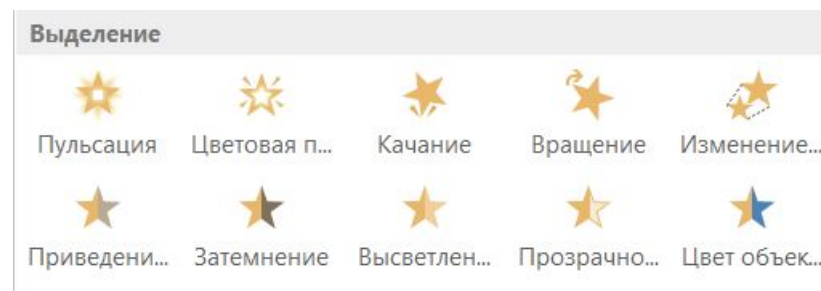 Выделение
Пульсация Цветовая п... Качание Вращение Изменение...
Приведени... Затемнение Высветлен... Прозрачно... Цвет объек...